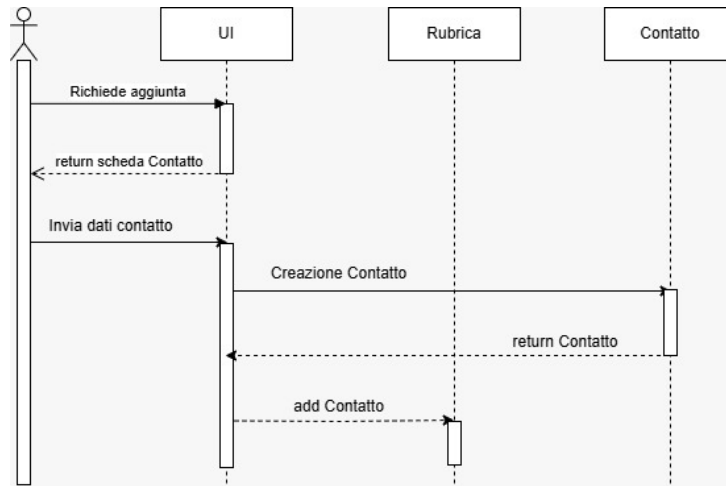 UI
Rubrica
Contatto
Richiede aggiunta
return scheda Contatto
Invia dati contatto
Creazione Contatto
return Contatto
add Contatto